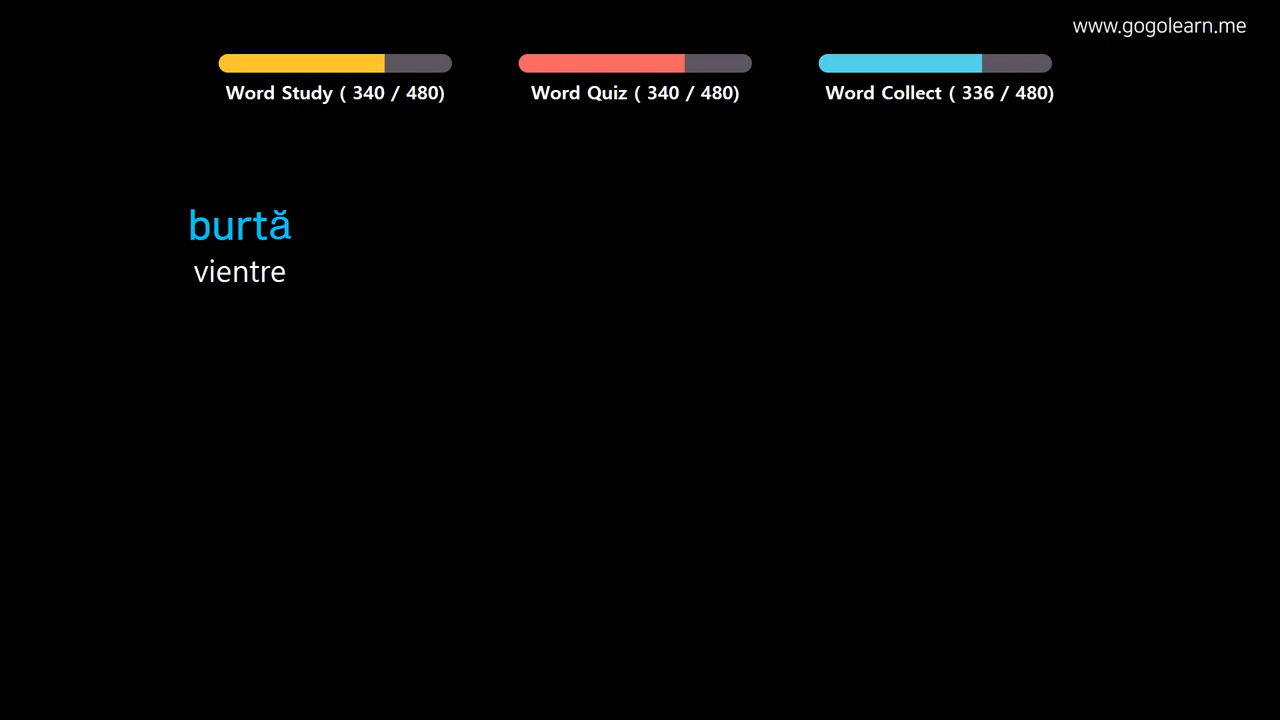 www.gogolearn.me
Word Study ( 340 / 480)
Word Quiz ( 340 / 480)
Word Collect ( 336 / 480)
burtă
vientre